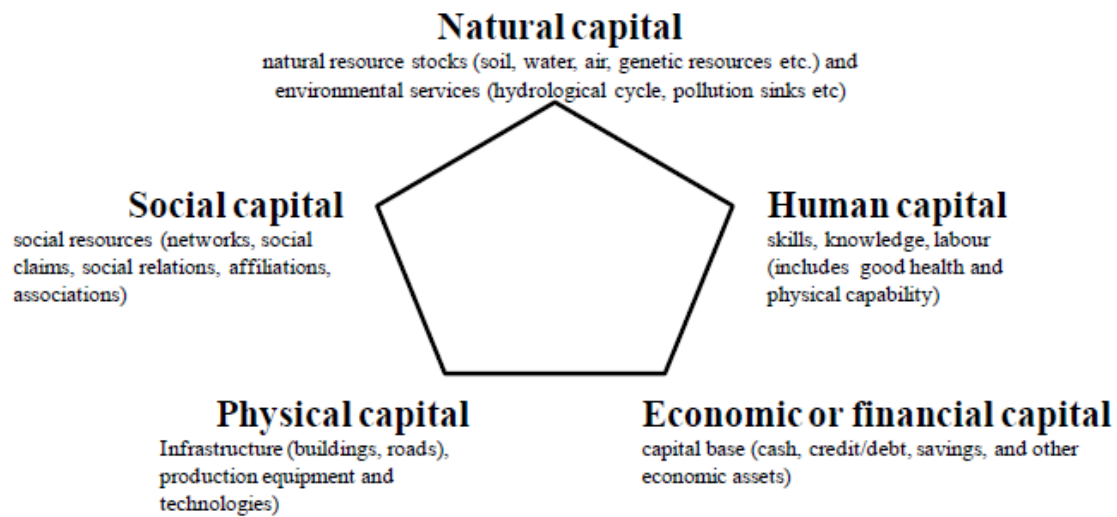 Natural capital
natural resource stocks (soil, water, air, genetic resources etc.) and
environmental services (hydrological cycle, pollution sinks etc)
Social capital
social resources (networks, social
claims, social relations, affiliations,
associations)
Human capital
skills, knowledge, labour
(includes good health and
physical capability)
Physical capital
Infrastructure (buildings, roads),
production equipment and
technologies)
Economic or financial capital
capital base (cash, credit/debt, savings, and other
economic assets)